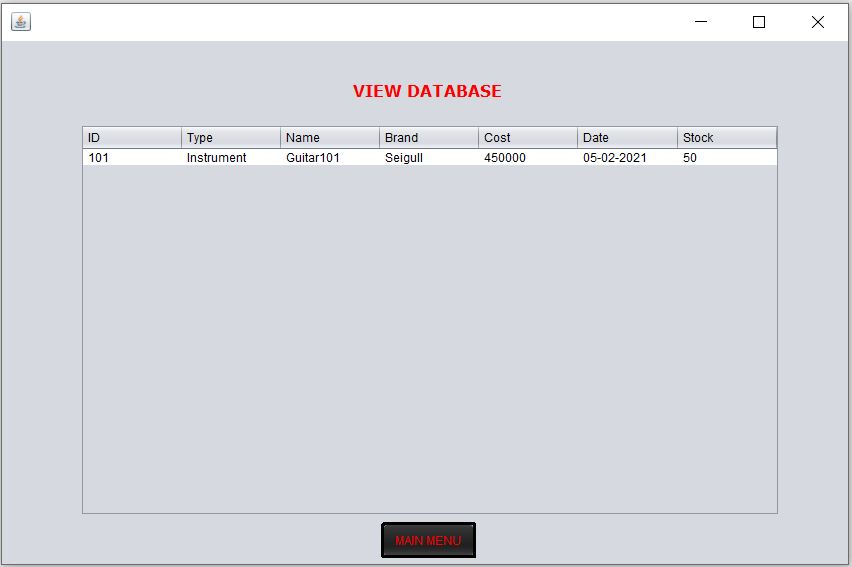 VIEW DATABASE
ID Type Name Brand Cost Date Stock
101 Instrument Guitar101 Seigull 450000 05-02-2021 50
MAIN MENU